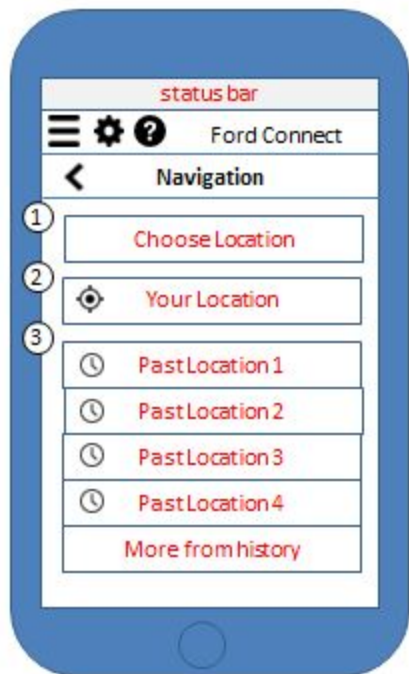 status bar
? Ford Connect
Navigation
1
Choose Location
2
Your Location
3
Past Location 1
Past Location 2
Past Location 3
Past Location 4
More from history